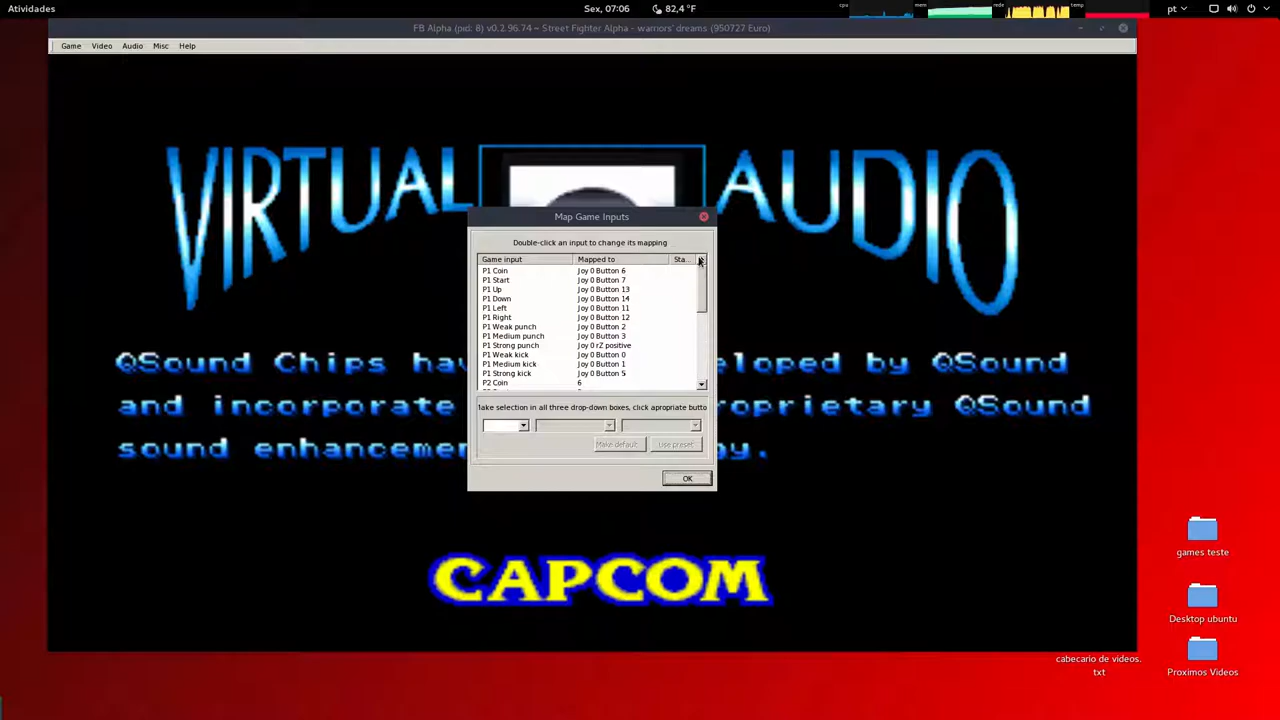 Atividades
Sex, 07:06
82,4 °F
cpu
mem
rede
temp
pt
FB Alpha (pid: 8) v0.2.96.74 ~ Street Fighter Alpha - warriors' dreams (950727 Euro)
Game Video Audio Misc Help
VIRTUAL AUDIO
Map Game Inputs
Double-click an input to change its mapping
Game input Mapped to Sta...
P1 Coin Joy 0 Button 6
P1 Start Joy 0 Button 7
P1 Up Joy 0 Button 13
P1 Down Joy 0 Button 14
P1 Left Joy 0 Button 11
P1 Right Joy 0 Button 12
P1 Weak punch Joy 0 Button 2
P1 Medium punch Joy 0 Button 3
P1 Strong punch Joy 0 rZ positive
P1 Weak kick Joy 0 Button 0
P1 Medium kick Joy 0 Button 1
P1 Strong kick Joy 0 Button 5
P2 Coin 6
QSound Chips hav eloped by QSound
and incorporate oprietary QSound
sound enhancemen gy.
Make selection in all three drop-down boxes, click apropriate butto
Make default Use preset
OK
CAPCOM
games teste
Desktop ubuntu
cabecario de videos.
txt
Proximos Videos